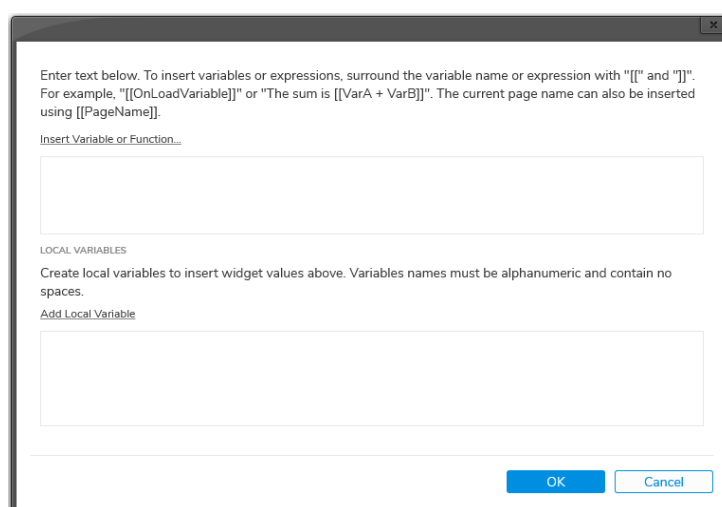 Enter text below. To insert variables or expressions, surround the variable name or expression with "[[" and "]]".
For example, "[[OnLoadVariable]]" or "The sum is [[VarA + VarB]]". The current page name can also be inserted
using [[PageName]].
Insert Variable or Function...
LOCAL VARIABLES
Create local variables to insert widget values above. Variables names must be alphanumeric and contain no
spaces.
Add Local Variable
OK Cancel